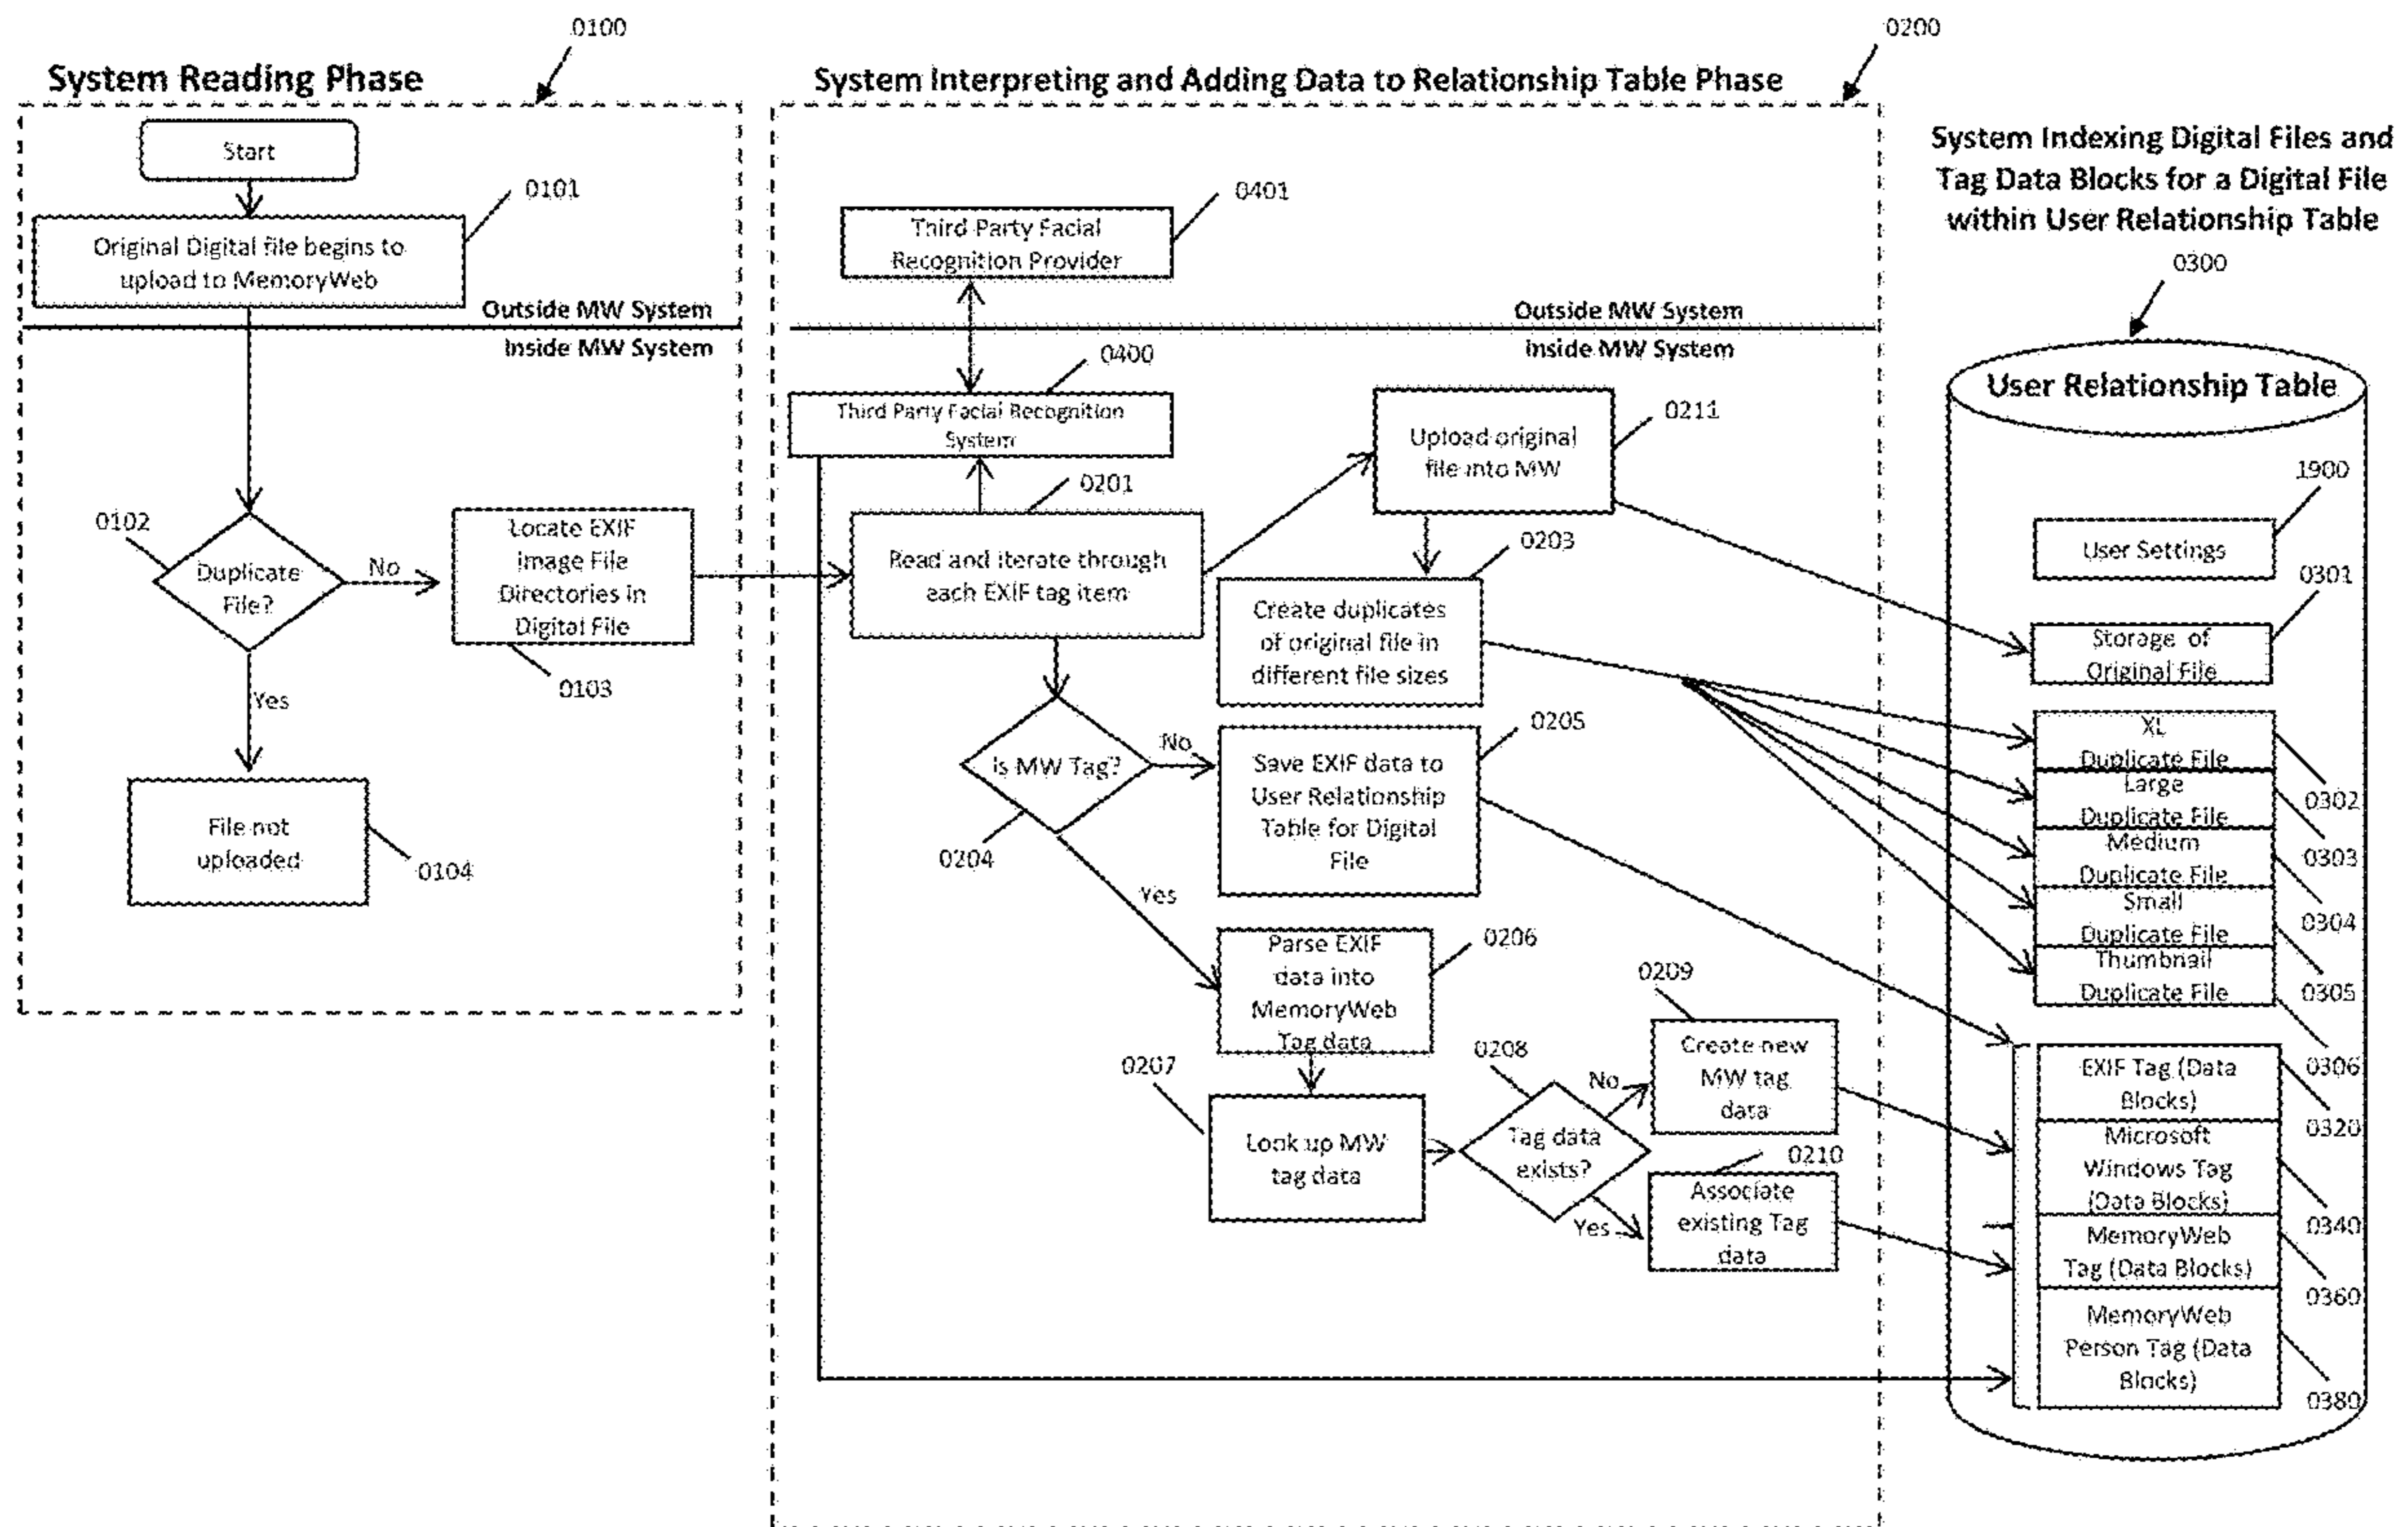 0100
System Reading Phase
Start
0101
Original Digital file begins to
upload to MemoryWeb
Outside MW System
Inside MW System
0102
Duplicate
File?
No
Locate EXIF
Image File
Directories in
Digital File
0103
Yes
File not
uploaded
0104
0200
System Interpreting and Adding Data to Relationship Table Phase
0401
Third Party Facial
Recognition Provider
Outside MW System
Inside MW System
0400
Third Party Facial Recognition
System
0201
Read and iterate through
each EXIF tag item
0211
Upload original
file into MW
0203
Create duplicates
of original file in
different file sizes
Is MW Tag?
0204
No
0205
Save EXIF data to
User Relationship
Table for Digital
File
Yes
0206
Parse EXIF
data into
MemoryWeb
Tag data
0207
Look up MW
tag data
0208
Tag data
exists?
No
0209
Create new
MW tag
data
Yes
0210
Associate
existing Tag
data
System Indexing Digital Files and
Tag Data Blocks for a Digital File
within User Relationship Table
0300
User Relationship Table
1900
User Settings
0301
Storage of
Original File
XL
Duplicate File
0302
Large
Duplicate File
0303
Medium
Duplicate File
0304
Small
Duplicate File
0305
Thumbnail
Duplicate File
0306
EXIF Tag (Data
Blocks)
0320
Microsoft
Windows Tag
(Data Blocks)
0340
MemoryWeb
Tag (Data Blocks)
0360
MemoryWeb
Person Tag (Data
Blocks)
0380